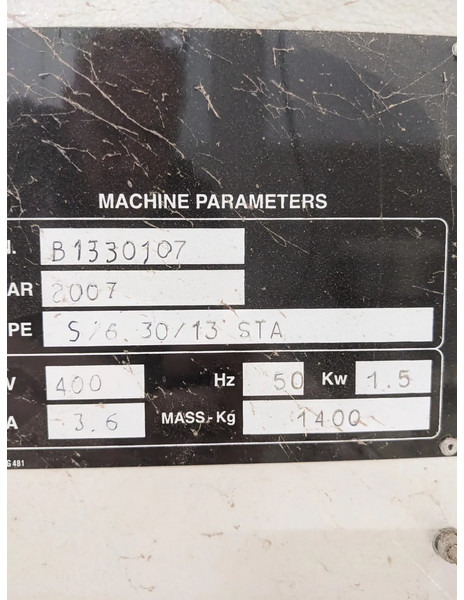 MACHINE PARAMETERS
N. B1330107
AR 2007
PE S/6.30/13 STA
V 400 Hz 50 Kw 1.5
A 3.6 MASS.-Kg 1400